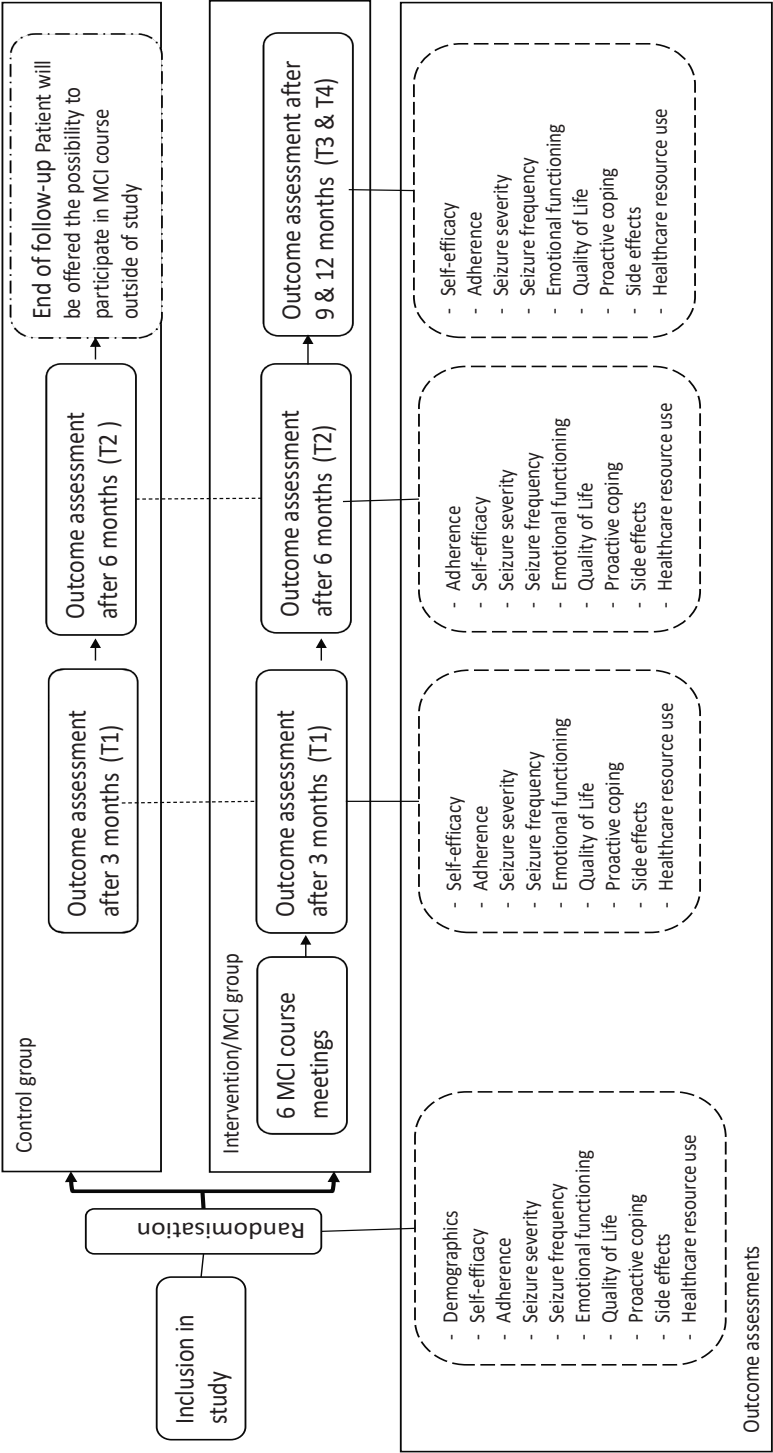 Inclusion in
study
Randomisation
Control group
Outcome assessment
after 3 months (T1)
Outcome assessment
after 6 months (T2 )
End of follow-up Patient will
be offered the possibility to
participate in MCI course
outside of study
Intervention/MCI group
6 MCI course
meetings
Outcome assessment
after 3 months (T1)
Outcome assessment
after 6 months (T2)
Outcome assessment after
9 & 12 months (T3 & T4)
- Demographics
- Self-efficacy
- Adherence
- Seizure severity
- Seizure frequency
- Emotional functioning
- Quality of Life
- Proactive coping
- Side effects
- Healthcare resource use
- Self-efficacy
- Adherence
- Seizure severity
- Seizure frequency
- Emotional functioning
- Quality of Life
- Proactive coping
- Side effects
- Healthcare resource use
- Adherence
- Self-efficacy
- Seizure severity
- Seizure frequency
- Emotional functioning
- Quality of Life
- Proactive coping
- Side effects
- Healthcare resource use
- Self-efficacy
- Adherence
- Seizure severity
- Seizure frequency
- Emotional functioning
- Quality of Life
- Proactive coping
- Side effects
- Healthcare resource use
Outcome assessments